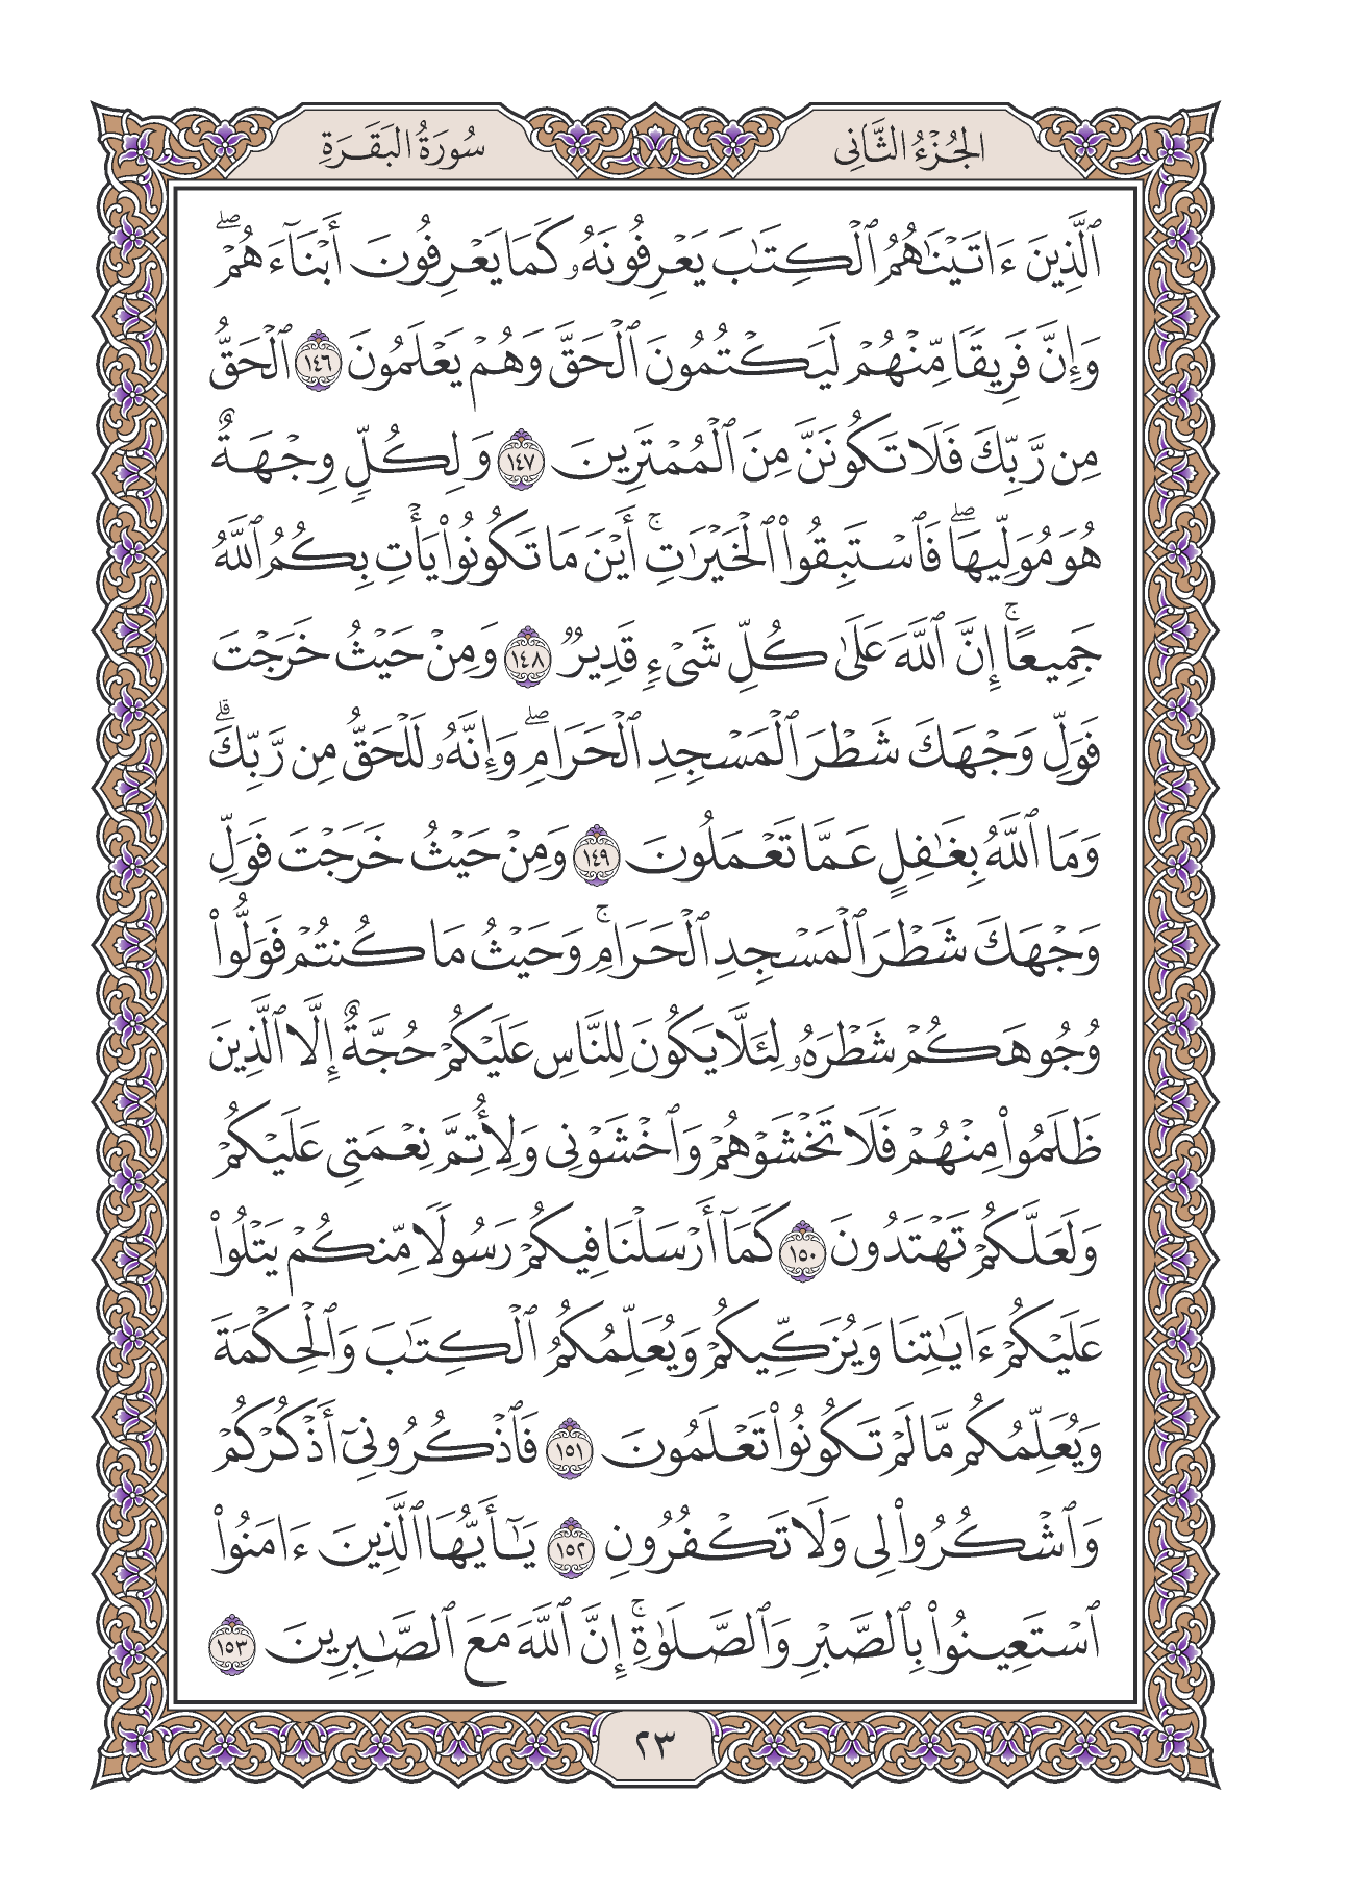 الجُزْءُ الثَّانِي
سُورَةُ البَقَرَةِ
ٱلَّذِينَ ءَاتَيْنَٰهُمُ ٱلْكِتَٰبَ يَعْرِفُونَهُۥ كَمَا يَعْرِفُونَ أَبْنَآءَهُمْۖ
وَإِنَّ فَرِيقًا مِّنْهُمْ لَيَكْتُمُونَ ٱلْحَقَّ وَهُمْ يَعْلَمُونَ ١٤٦ ٱلْحَقُّ
مِن رَّبِّكَ فَلَا تَكُونَنَّ مِنَ ٱلْمُمْتَرِينَ ١٤٧ وَلِكُلٍّ وِجْهَةٌ
هُوَ مُوَلِّيهَاۖ فَٱسْتَبِقُوا۟ ٱلْخَيْرَٰتِۚ أَيْنَ مَا تَكُونُوا۟ يَأْتِ بِكُمُ ٱللَّهُ
جَمِيعًاۚ إِنَّ ٱللَّهَ عَلَىٰ كُلِّ شَىْءٍ قَدِيرٌ ١٤٨ وَمِنْ حَيْثُ خَرَجْتَ
فَوَلِّ وَجْهَكَ شَطْرَ ٱلْمَسْجِدِ ٱلْحَرَامِۖ وَإِنَّهُۥ لَلْحَقُّ مِن رَّبِّكَۗ
وَمَا ٱللَّهُ بِغَٰفِلٍ عَمَّا تَعْمَلُونَ ١٤٩ وَمِنْ حَيْثُ خَرَجْتَ فَوَلِّ
وَجْهَكَ شَطْرَ ٱلْمَسْجِدِ ٱلْحَرَامِۚ وَحَيْثُ مَا كُنتُمْ فَوَلُّوا۟
وُجُوهَكُمْ شَطْرَهُۥ لِئَلَّا يَكُونَ لِلنَّاسِ عَلَيْكُمْ حُجَّةٌ إِلَّا ٱلَّذِينَ
ظَلَمُوا۟ مِنْهُمْ فَلَا تَخْشَوْهُمْ وَٱخْشَوْنِى وَلِأُتِمَّ نِعْمَتِى عَلَيْكُمْ
وَلَعَلَّكُمْ تَهْتَدُونَ ١٥٠ كَمَآ أَرْسَلْنَا فِيكُمْ رَسُولًا مِّنكُمْ يَتْلُوا۟
عَلَيْكُمْ ءَايَٰتِنَا وَيُزَكِّيكُمْ وَيُعَلِّمُكُمُ ٱلْكِتَٰبَ وَٱلْحِكْمَةَ
وَيُعَلِّمُكُم مَّا لَمْ تَكُونُوا۟ تَعْلَمُونَ ١٥١ فَٱذْكُرُونِىٓ أَذْكُرْكُمْ
وَٱشْكُرُوا۟ لِى وَلَا تَكْفُرُونِ ١٥٢ يَٰٓأَيُّهَا ٱلَّذِينَ ءَامَنُوا۟
ٱسْتَعِينُوا۟ بِٱلصَّبْرِ وَٱلصَّلَوٰةِۚ إِنَّ ٱللَّهَ مَعَ ٱلصَّٰبِرِينَ ١٥٣
٢٣